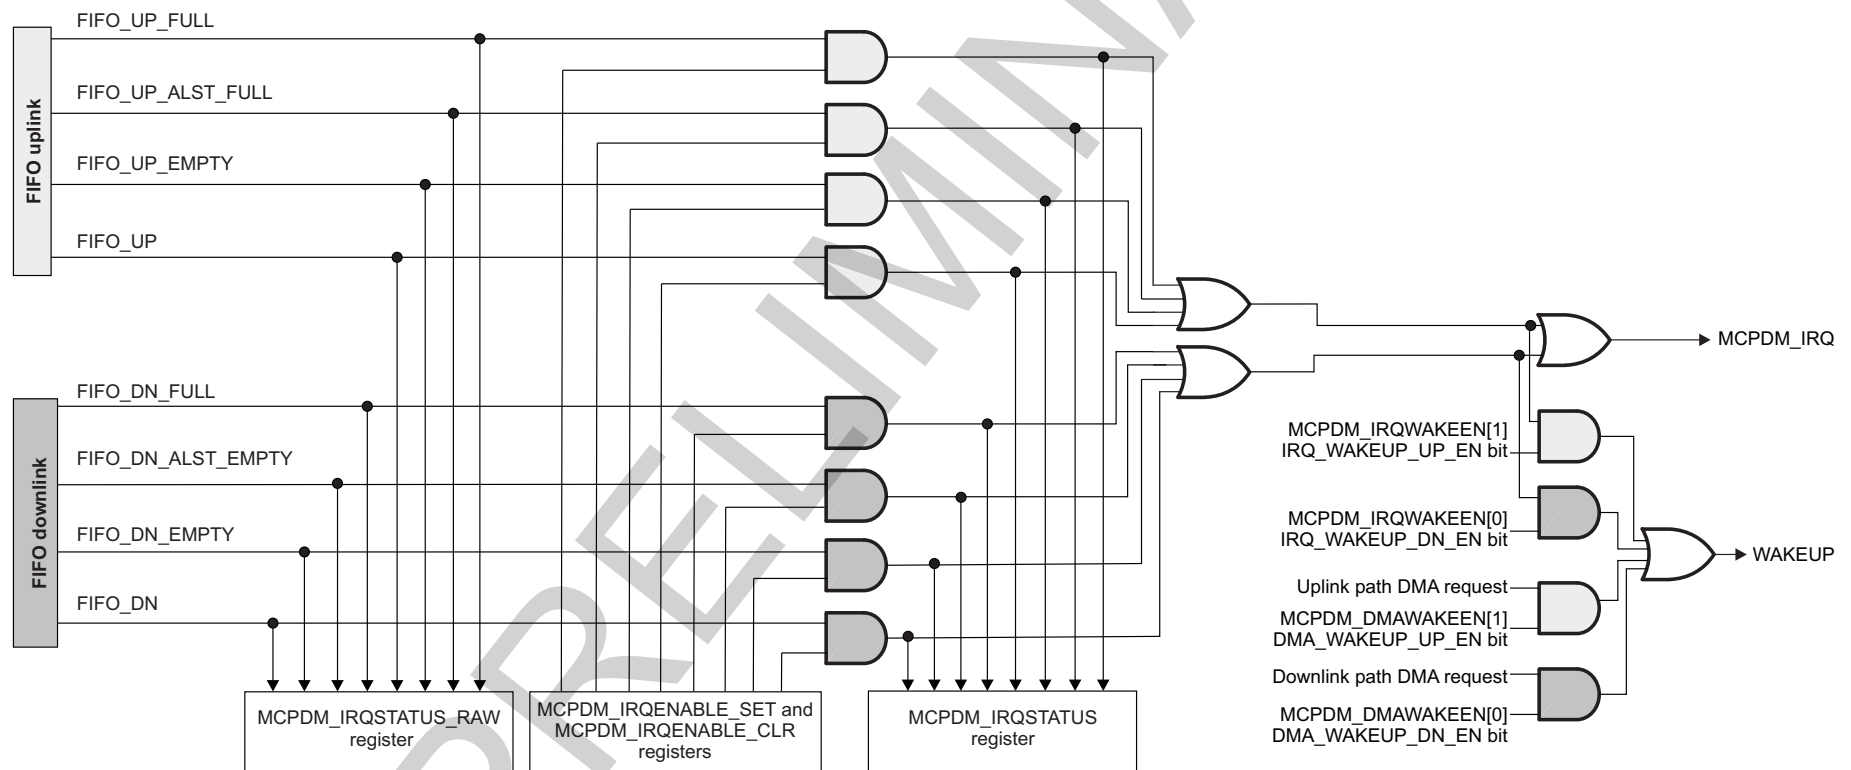 FIFO uplink
FIFO_UP_FULL
FIFO_UP_ALST_FULL
FIFO_UP_EMPTY
FIFO_UP
FIFO downlink
FIFO_DN_FULL
FIFO_DN_ALST_EMPTY
FIFO_DN_EMPTY
FIFO_DN
MCPDM_IRQSTATUS_RAW
register
MCPDM_IRQENABLE_SET and
MCPDM_IRQENABLE_CLR
registers
MCPDM_IRQSTATUS
register
MCPDM_IRQ
MCPDM_IRQWAKEEN[1]
IRQ_WAKEUP_UP_EN bit
MCPDM_IRQWAKEEN[0]
IRQ_WAKEUP_DN_EN bit
Uplink path DMA request
MCPDM_DMAWAKEEN[1]
DMA_WAKEUP_UP_EN bit
Downlink path DMA request
MCPDM_DMAWAKEEN[0]
DMA_WAKEUP_DN_EN bit
WAKEUP
PRELIMINA